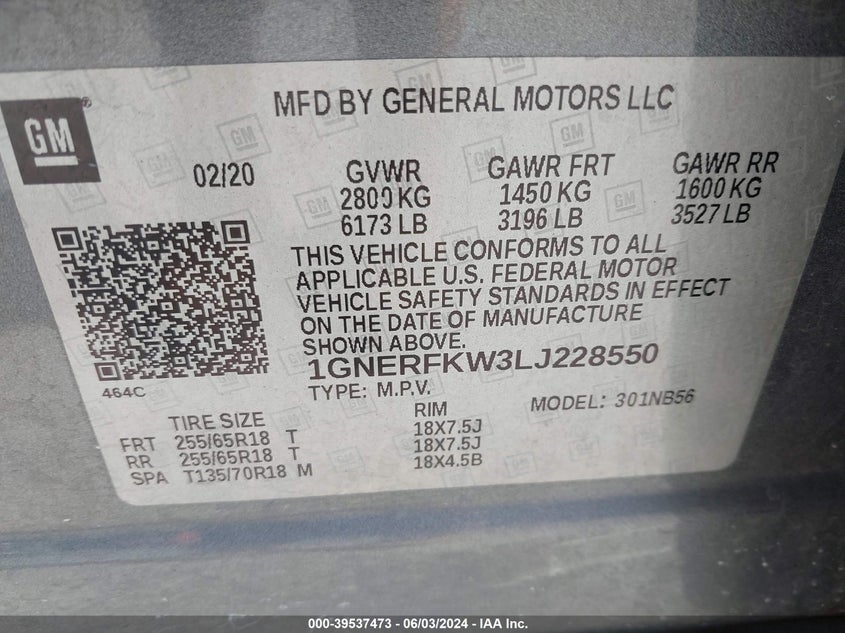 MFD BY GENERAL MOTORS LLC
GM®
02/20 GVWR GAWR FRT GAWR RR
2800 KG 1450 KG 1600 KG
6173 LB 3196 LB 3527 LB
THIS VEHICLE CONFORMS TO ALL
APPLICABLE U.S. FEDERAL MOTOR
VEHICLE SAFETY STANDARDS IN EFFECT
ON THE DATE OF MANUFACTURE
SHOWN ABOVE.
1GNERFKW3LJ228550
464C
TYPE: M.P.V.
MODEL: 301NB56
TIRE SIZE RIM
FRT 255/65R18 T 18X7.5J
RR 255/65R18 T 18X7.5J
SPA T135/70R18 M 18X4.5B
000-39537473 - 06/03/2024 - IAA Inc.